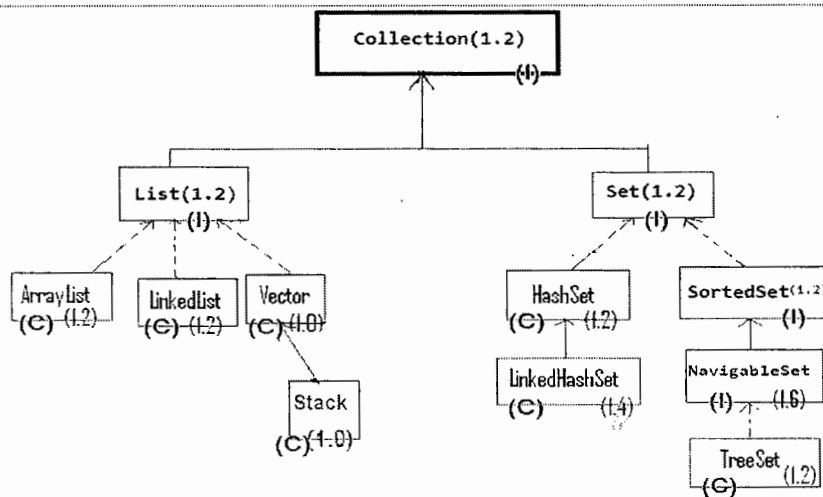 Collection(1.2)
(I)
List(1.2)
(I)
Set(1.2)
(I)
ArrayList
(C) (1.2)
LinkedList
(C) (1.2)
Vector
(C) (1.0)
HashSet
(C) (1.2)
SortedSet(1.2)
(I)
LinkedHashSet
(C) (1.4)
NavigableSet
(I) (1.6)
Stack
(C) (1.0)
TreeSet
(C) (1.2)